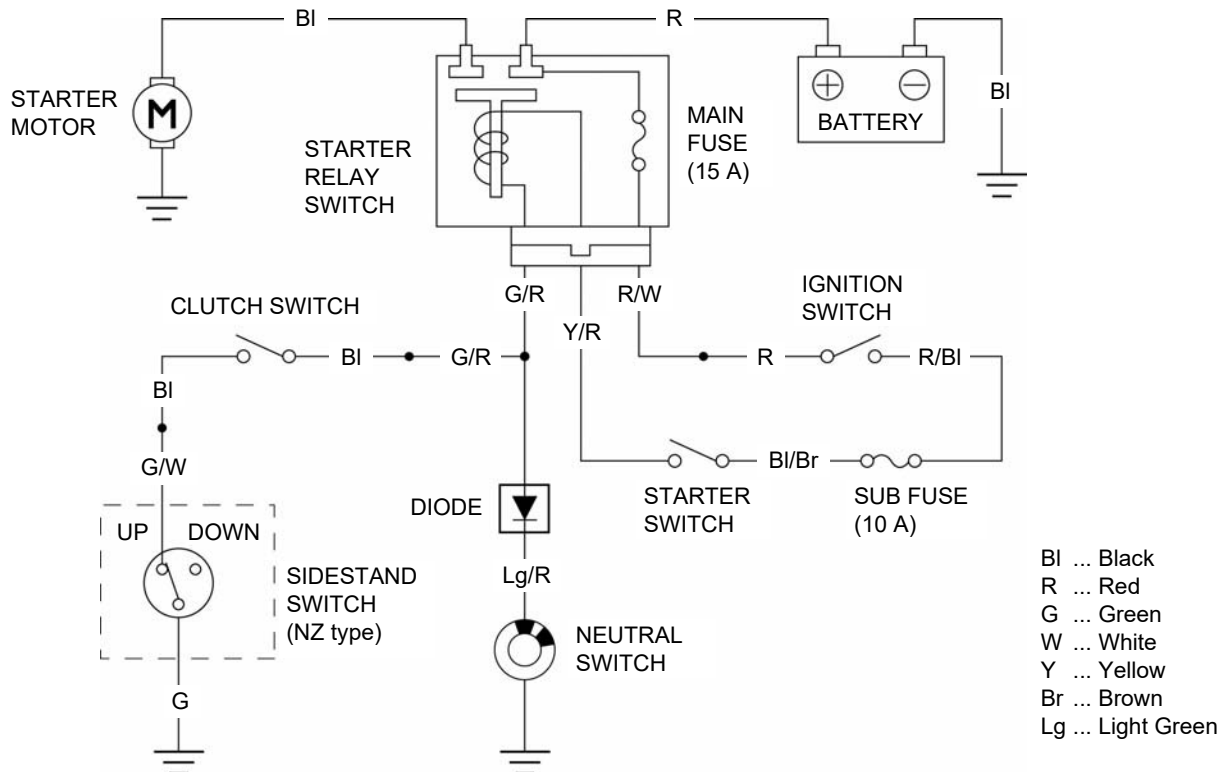 Bl
R
STARTER
MOTOR
M
STARTER
RELAY
SWITCH
MAIN
FUSE
(15 A)
BATTERY
Bl
G/R
R/W
Y/R
CLUTCH SWITCH
IGNITION
SWITCH
Bl
G/R
R
R/Bl
Bl
G/W
Bl/Br
STARTER
SWITCH
SUB FUSE
(10 A)
DIODE
UP DOWN
SIDESTAND
SWITCH
(NZ type)
Lg/R
NEUTRAL
SWITCH
G
Bl ... Black
R ... Red
G ... Green
W ... White
Y ... Yellow
Br ... Brown
Lg ... Light Green